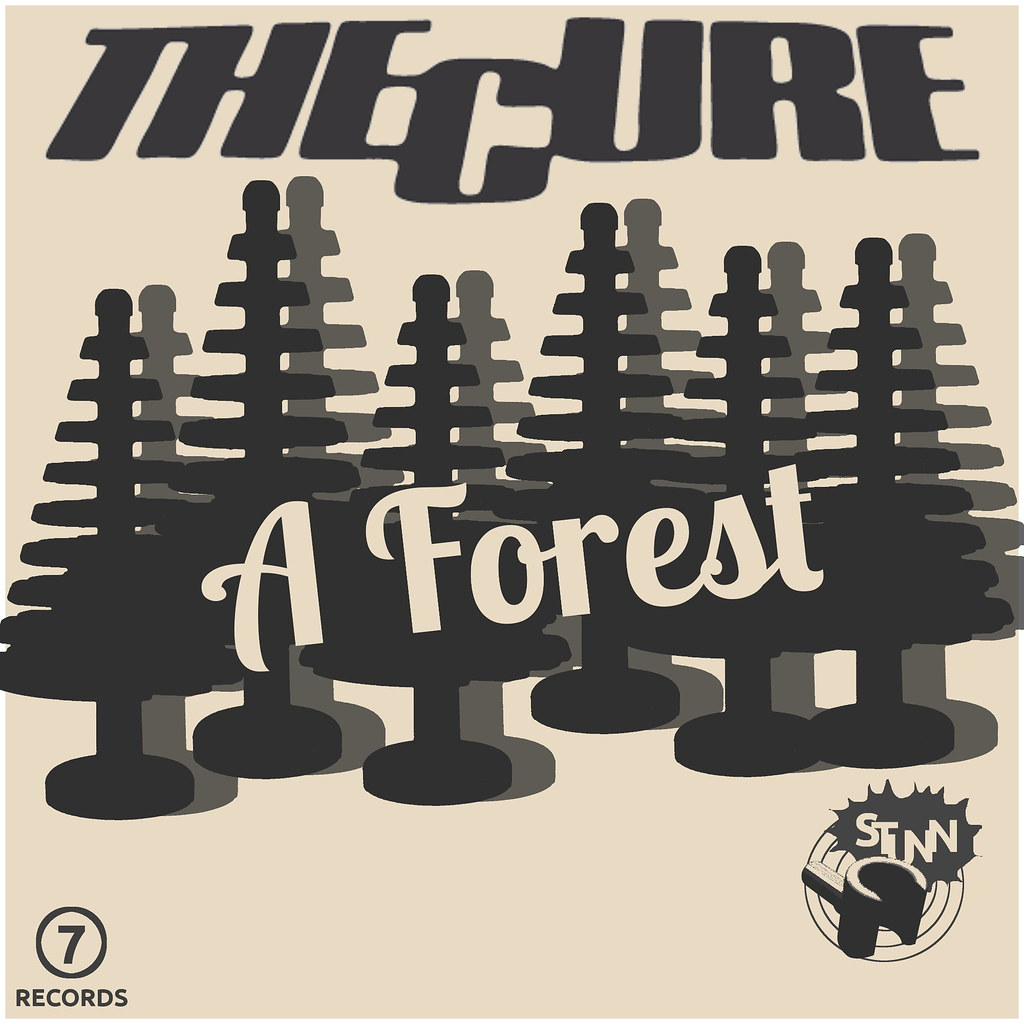 THE CURE
A Forest
STUNN
7
RECORDS